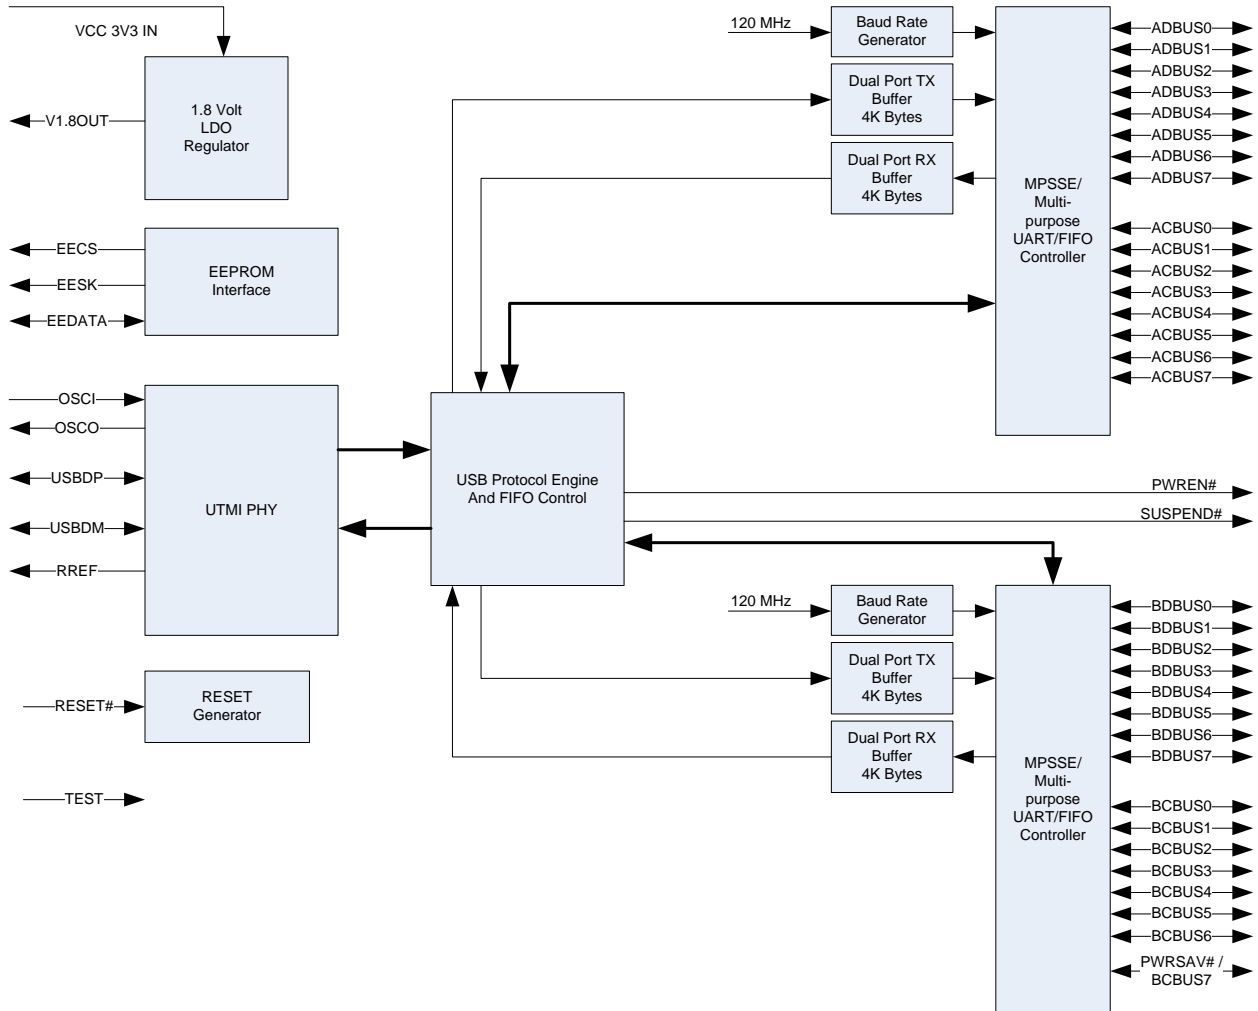 VCC 3V3 IN
1.8 Volt
LDO
Regulator
V1.8OUT
EECS
EESK
EEDATA
EEPROM
Interface
OSCI
OSCO
USBDP
USBDM
RREF
UTMI PHY
RESET#
RESET
Generator
TEST
USB Protocol Engine
And FIFO Control
120 MHz
Baud Rate
Generator
Dual Port TX
Buffer
4K Bytes
Dual Port RX
Buffer
4K Bytes
MPSSE/
Multi-
purpose
UART/FIFO
Controller
ADBUS0
ADBUS1
ADBUS2
ADBUS3
ADBUS4
ADBUS5
ADBUS6
ADBUS7
ACBUS0
ACBUS1
ACBUS2
ACBUS3
ACBUS4
ACBUS5
ACBUS6
ACBUS7
PWREN#
SUSPEND#
120 MHz
Baud Rate
Generator
Dual Port TX
Buffer
4K Bytes
Dual Port RX
Buffer
4K Bytes
MPSSE/
Multi-
purpose
UART/FIFO
Controller
BDBUS0
BDBUS1
BDBUS2
BDBUS3
BDBUS4
BDBUS5
BDBUS6
BDBUS7
BCBUS0
BCBUS1
BCBUS2
BCBUS3
BCBUS4
BCBUS5
BCBUS6
PWRSAV# /
BCBUS7